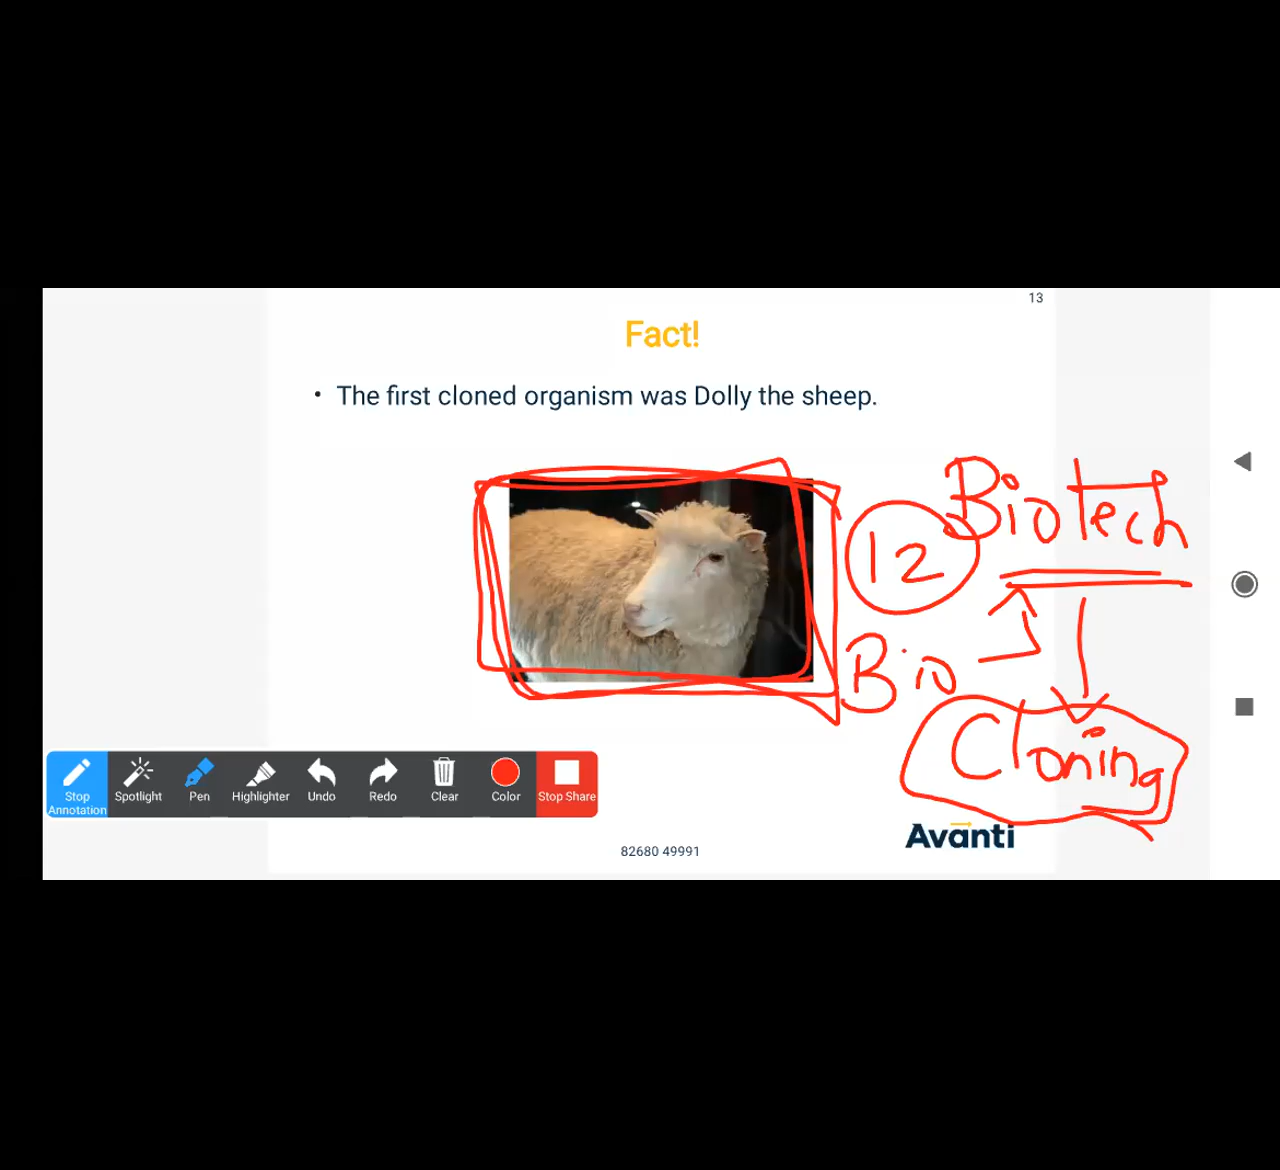 13
Fact!
• The first cloned organism was Dolly the sheep.
Biotech
12
Bio
Cloning
Stop Annotation
Spotlight
Pen
Highlighter
Undo
Redo
Clear
Color
Stop Share
Avanti
82680 49991